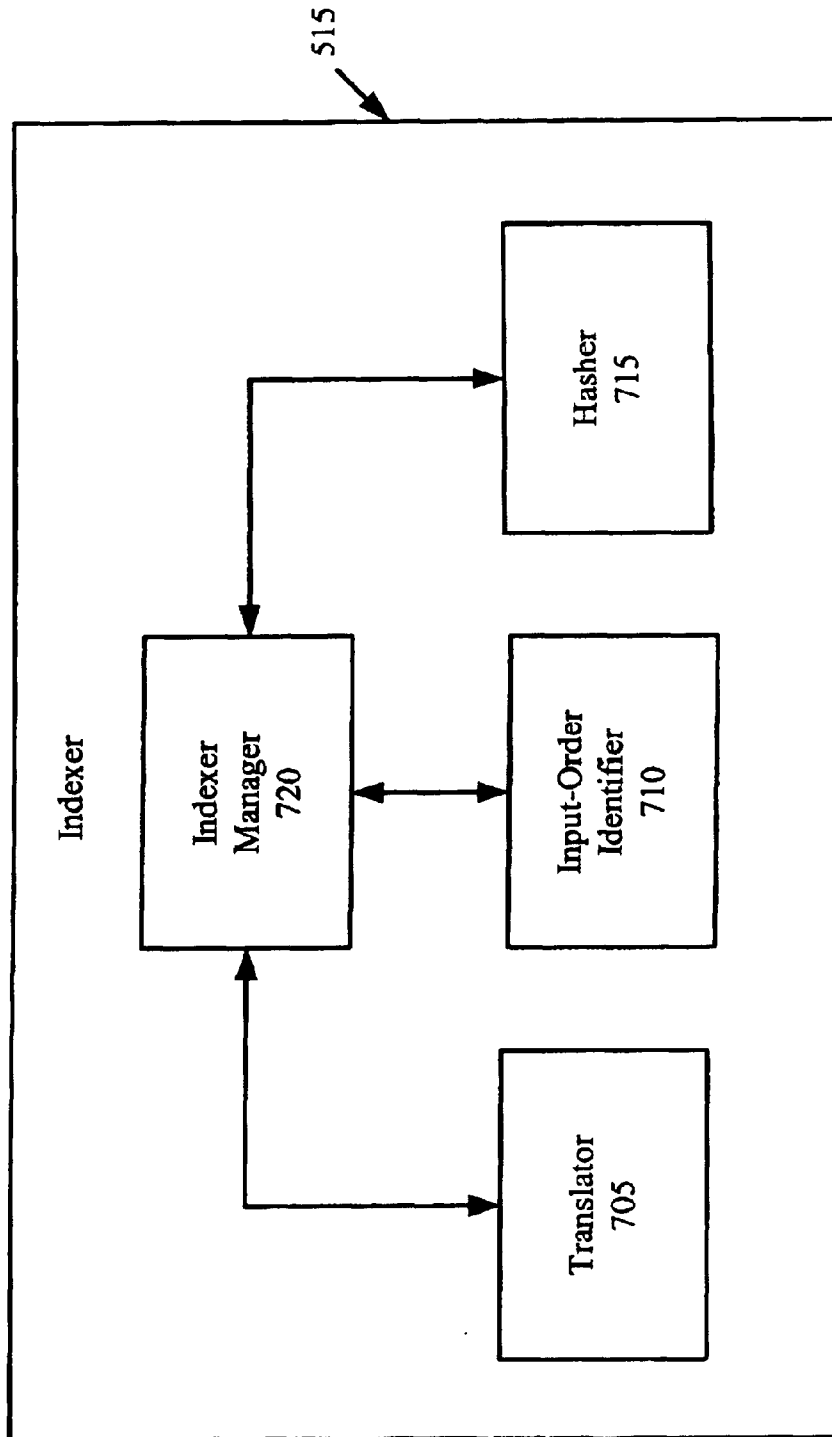 515
Indexer
Indexer
Manager
720
Translator
705
Input-Order
Identifier
710
Hasher
715